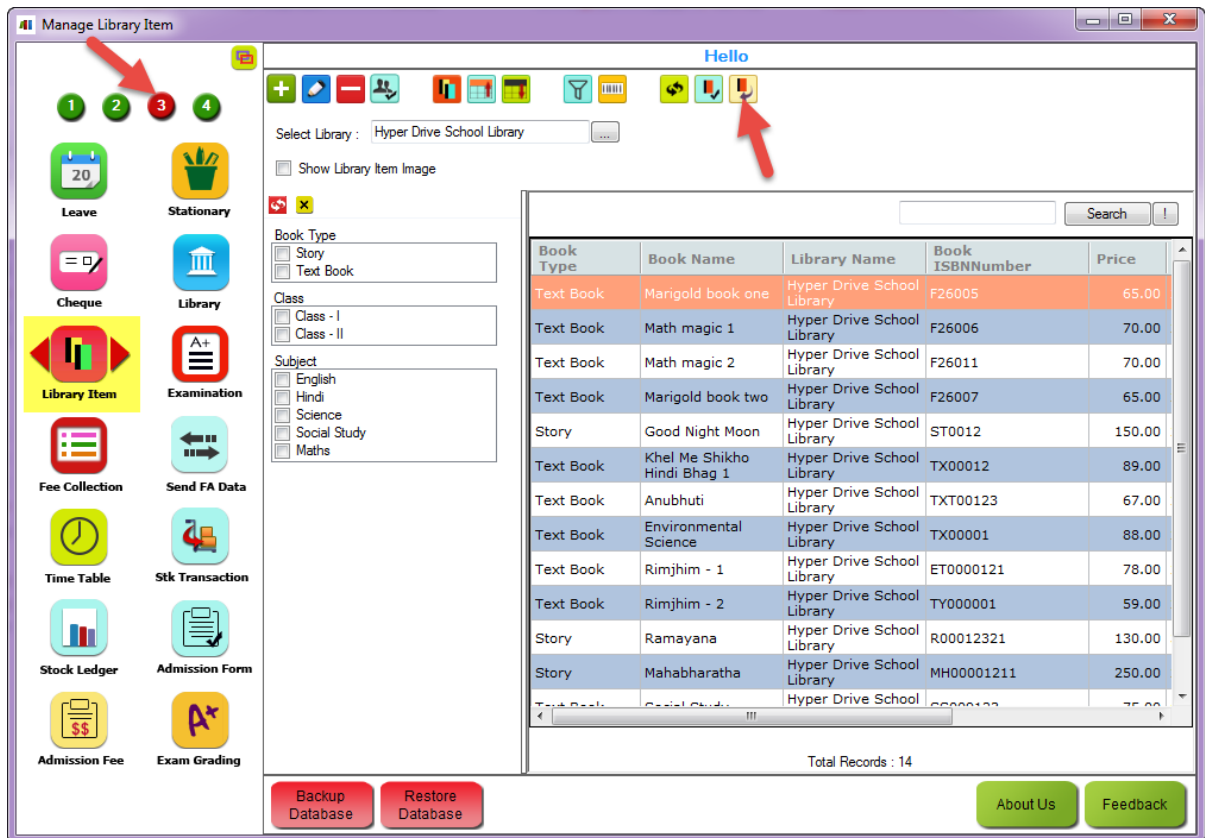 Manage Library Item
Hello
1 2 3 4
20
Leave
Stationary
Cheque
Library
Library Item
A+
Examination
Fee Collection
Send FA Data
Time Table
Stk Transaction
Stock Ledger
Admission Form
$$
Admission Fee
A+
Exam Grading
Select Library : Hyper Drive School Library ...
Show Library Item Image
Book Type
Story
Text Book
Class
Class - I
Class - II
Subject
English
Hindi
Science
Social Study
Maths
Search !
Book Type Book Name Library Name Book ISBNNumber Price
Text Book Marigold book one Hyper Drive School Library F26005 65.00
Text Book Math magic 1 Hyper Drive School Library F26006 70.00
Text Book Math magic 2 Hyper Drive School Library F26011 70.00
Text Book Marigold book two Hyper Drive School Library F26007 65.00
Story Good Night Moon Hyper Drive School Library ST0012 150.00
Text Book Khel Me Shikho Hindi Bhag 1 Hyper Drive School Library TX00012 89.00
Text Book Anubhuti Hyper Drive School Library TXT00123 67.00
Text Book Environmental Science Hyper Drive School Library TX00001 88.00
Text Book Rimjhim - 1 Hyper Drive School Library ET0000121 78.00
Text Book Rimjhim - 2 Hyper Drive School Library TY000001 59.00
Story Ramayana Hyper Drive School Library R00012321 130.00
Story Mahabharatha Hyper Drive School Library MH00001211 250.00
Text Book Social Study Hyper Drive School 75.00
Total Records : 14
Backup Database
Restore Database
About Us
Feedback